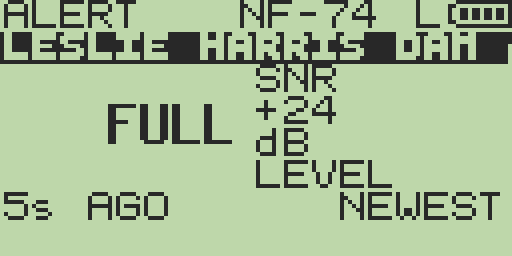 ALERT NF-74 L
LESLIE HARRIS DAM
SNR
+24
FULL
dB
LEVEL
5s AGO NEWEST